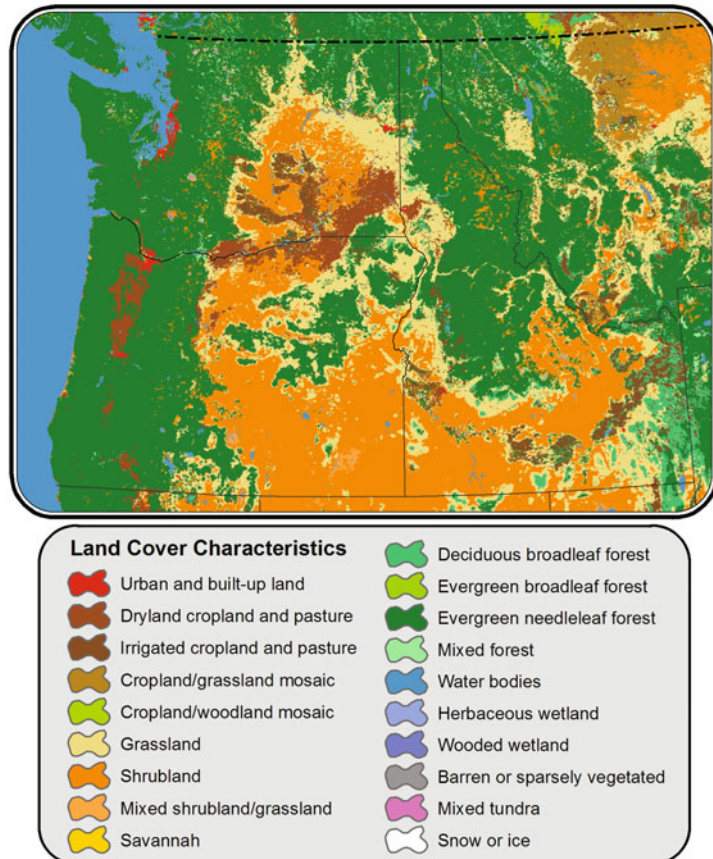 Land Cover Characteristics
Urban and built-up land
Dryland cropland and pasture
Irrigated cropland and pasture
Cropland/grassland mosaic
Cropland/woodland mosaic
Grassland
Shrubland
Mixed shrubland/grassland
Savannah
Deciduous broadleaf forest
Evergreen broadleaf forest
Evergreen needleleaf forest
Mixed forest
Water bodies
Herbaceous wetland
Wooded wetland
Barren or sparsely vegetated
Mixed tundra
Snow or ice